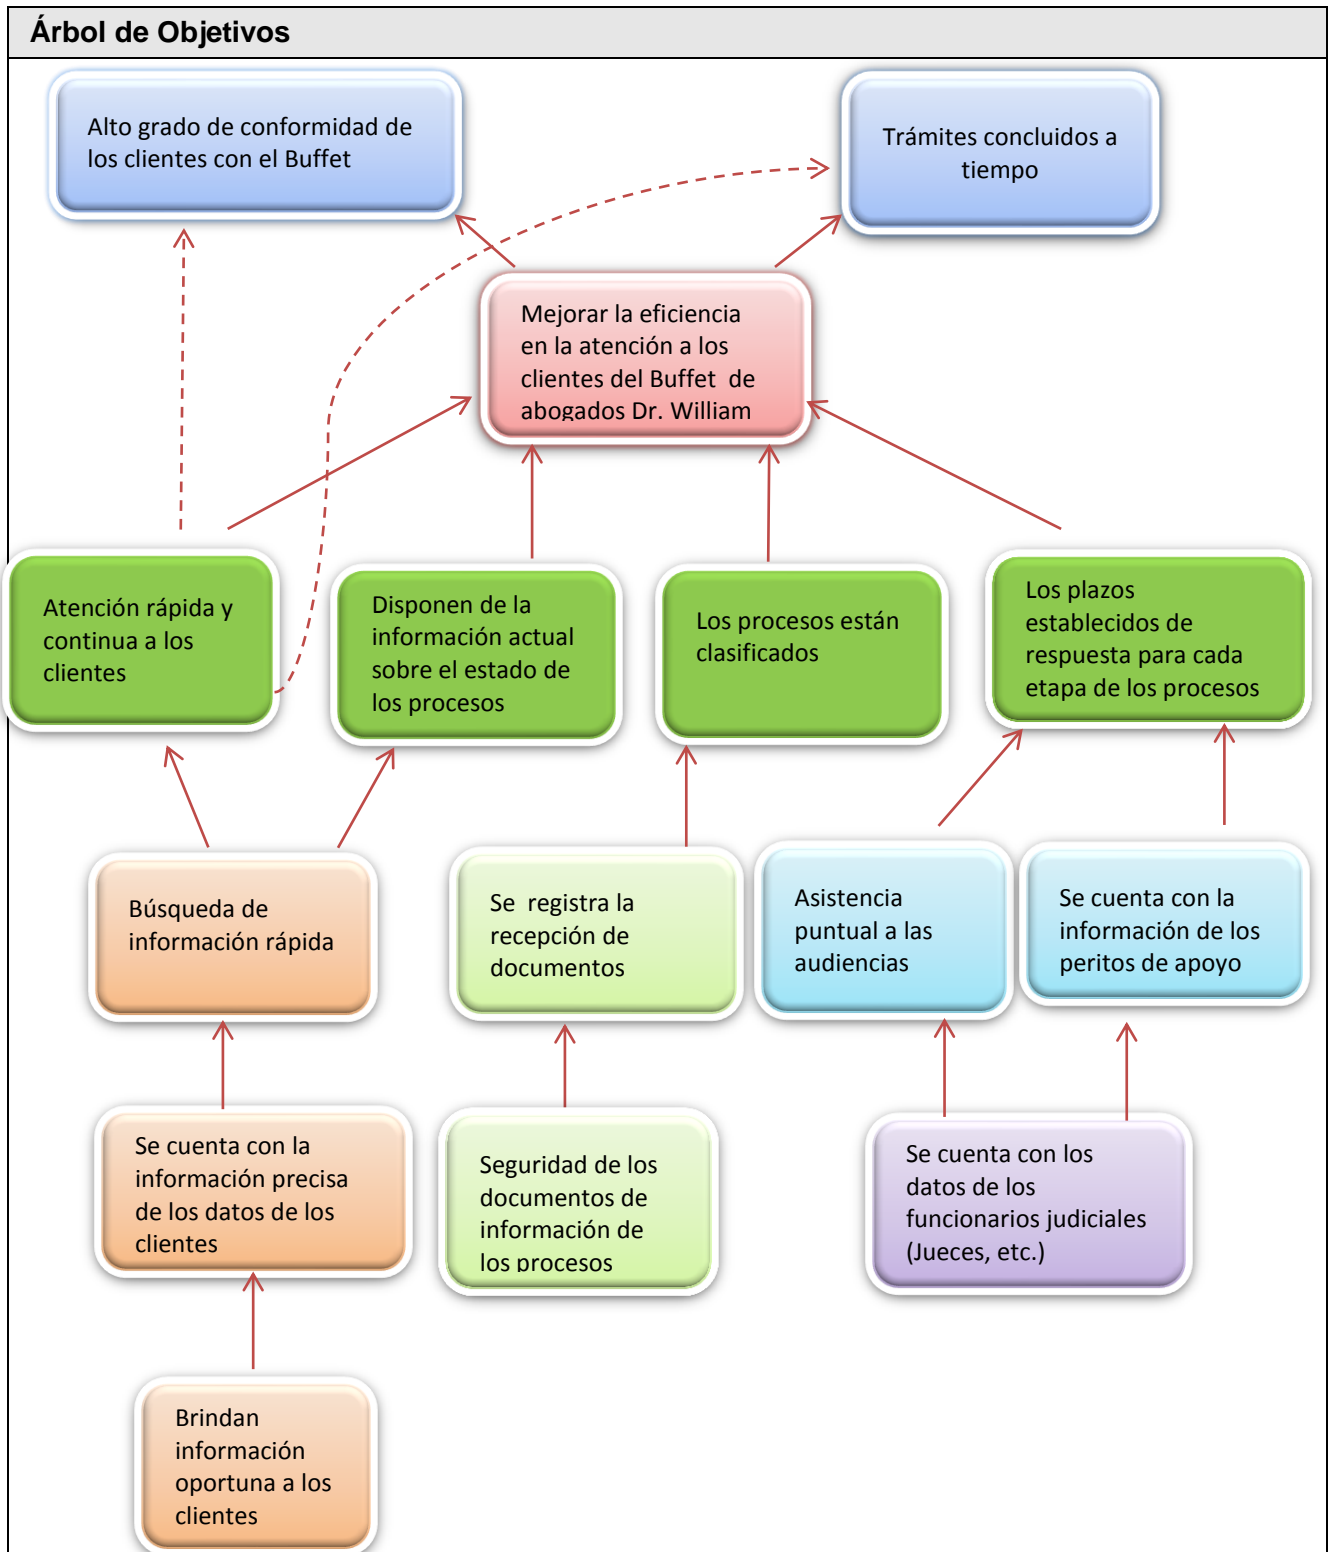 Árbol de Objetivos
Alto grado de conformidad de
los clientes con el Buffet
Trámites concluidos a
tiempo
Mejorar la eficiencia
en la atención a los
clientes del Buffet de
abogados Dr. William
Atención rápida y
continua a los
clientes
Disponen de la
información actual
sobre el estado de
los procesos
Los procesos están
clasificados
Los plazos
establecidos de
respuesta para cada
etapa de los procesos
Búsqueda de
información rápida
Se registra la
recepción de
documentos
Asistencia
puntual a las
audiencias
Se cuenta con la
información de los
peritos de apoyo
Se cuenta con la
información precisa
de los datos de los
clientes
Seguridad de los
documentos de
información de
los procesos
Se cuenta con los
datos de los
funcionarios judiciales
(Jueces, etc.)
Brindan
información
oportuna a los
clientes